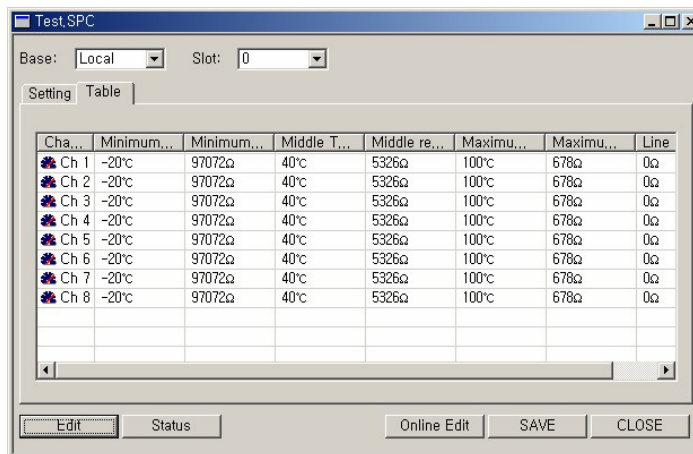 Test.SPC
Base: Local Slot: 0
Setting Table
Cha... Minimum... Minimum... Middle T... Middle re... Maximu... Maximu... Line
Ch 1 -20℃ 97072Ω 40℃ 5326Ω 100℃ 678Ω 0Ω
Ch 2 -20℃ 97072Ω 40℃ 5326Ω 100℃ 678Ω 0Ω
Ch 3 -20℃ 97072Ω 40℃ 5326Ω 100℃ 678Ω 0Ω
Ch 4 -20℃ 97072Ω 40℃ 5326Ω 100℃ 678Ω 0Ω
Ch 5 -20℃ 97072Ω 40℃ 5326Ω 100℃ 678Ω 0Ω
Ch 6 -20℃ 97072Ω 40℃ 5326Ω 100℃ 678Ω 0Ω
Ch 7 -20℃ 97072Ω 40℃ 5326Ω 100℃ 678Ω 0Ω
Ch 8 -20℃ 97072Ω 40℃ 5326Ω 100℃ 678Ω 0Ω
Edit Status Online Edit SAVE CLOSE